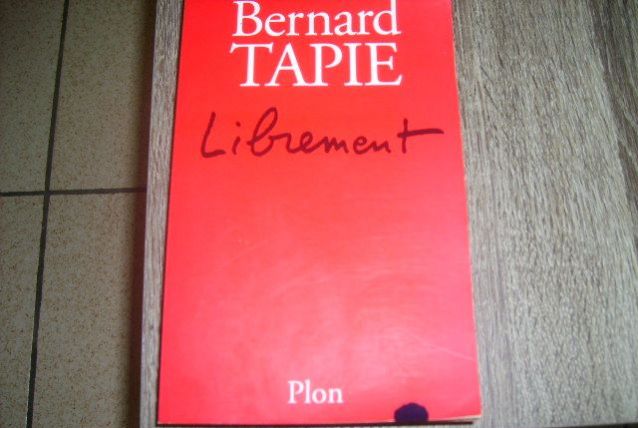 Bernard
TAPIE
Librement
Plon